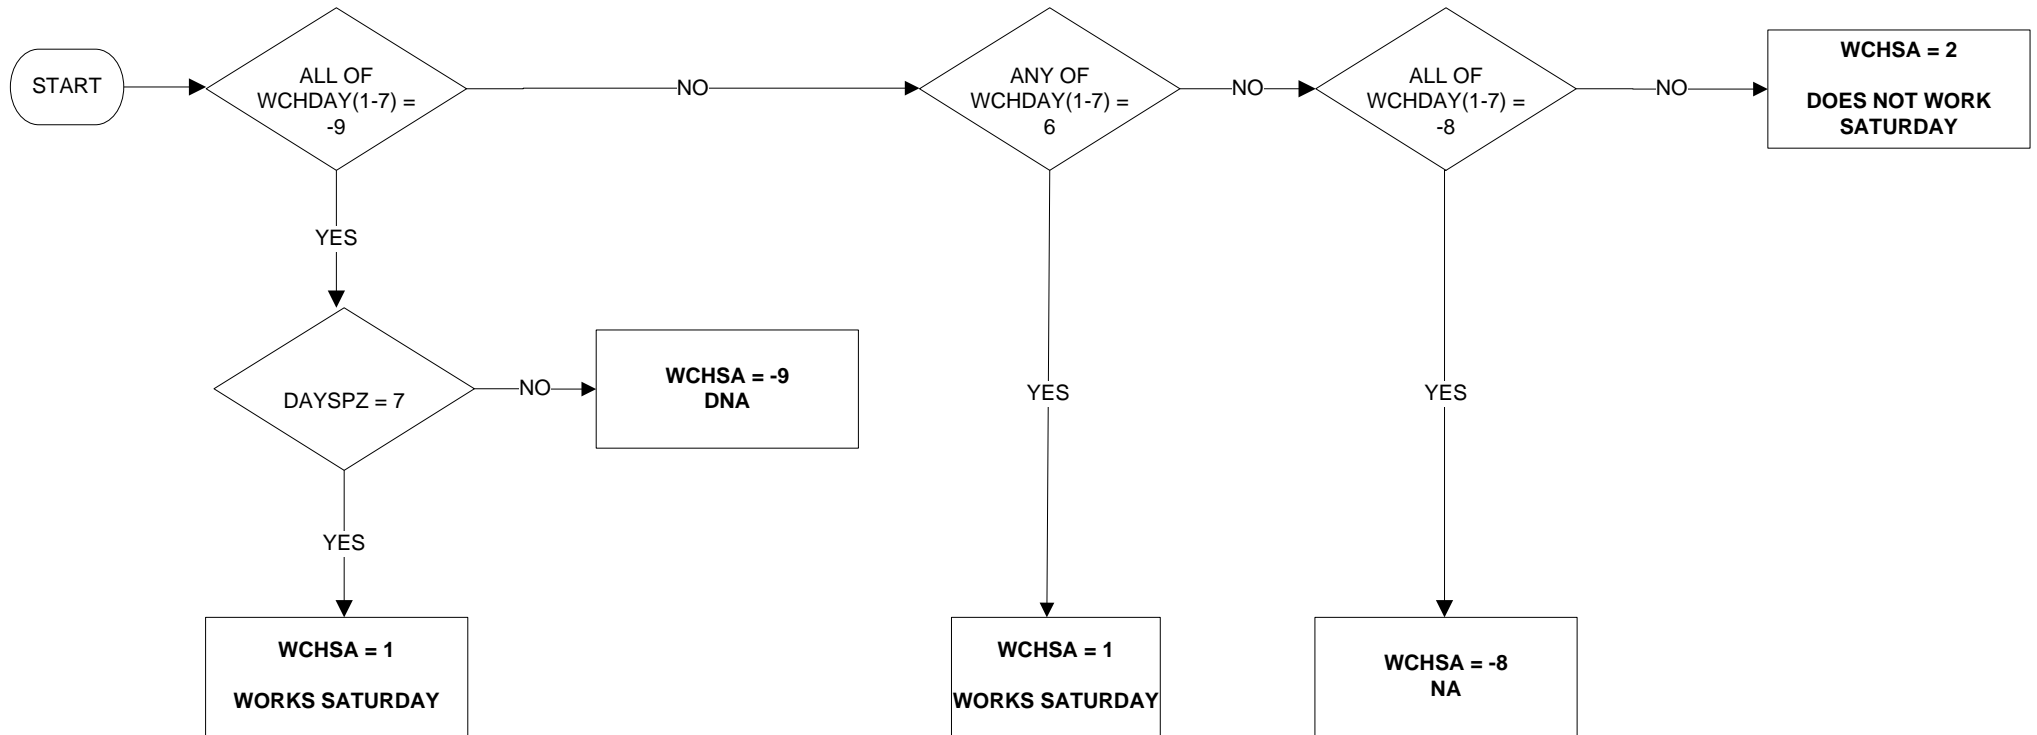 START
ALL OF
WCHDAY(1-7) =
-9
NO
ANY OF
WCHDAY(1-7) =
6
NO
ALL OF
WCHDAY(1-7) =
-8
NO
WCHSA = 2
DOES NOT WORK
SATURDAY
YES
DAYSPZ = 7
NO
WCHSA = -9
DNA
YES
YES
YES
WCHSA = 1
WORKS SATURDAY
WCHSA = 1
WORKS SATURDAY
WCHSA = -8
NA